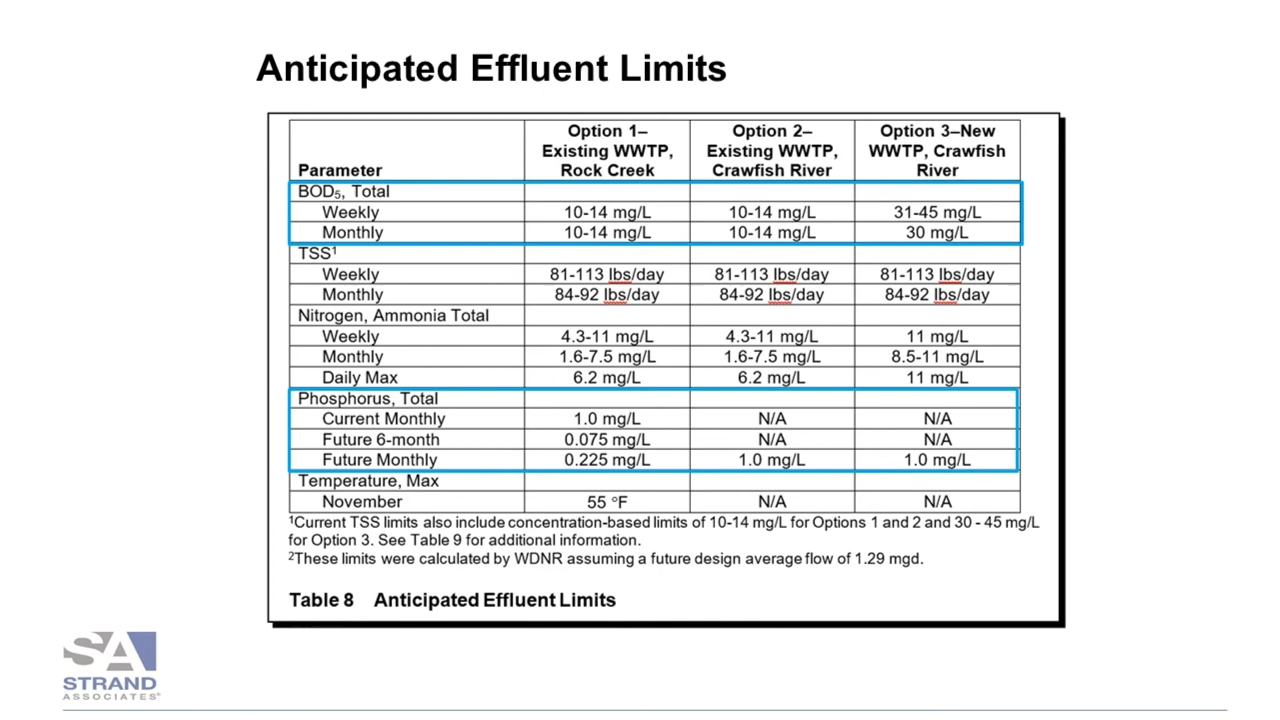 Anticipated Effluent Limits
Parameter Option 1–Existing WWTP, Rock Creek Option 2–Existing WWTP, Crawfish River Option 3–New WWTP, Crawfish River
BOD₅, Total
Weekly 10-14 mg/L 10-14 mg/L 31-45 mg/L
Monthly 10-14 mg/L 10-14 mg/L 30 mg/L
TSS¹
Weekly 81-113 lbs/day 81-113 lbs/day 81-113 lbs/day
Monthly 84-92 lbs/day 84-92 lbs/day 84-92 lbs/day
Nitrogen, Ammonia Total
Weekly 4.3-11 mg/L 4.3-11 mg/L 11 mg/L
Monthly 1.6-7.5 mg/L 1.6-7.5 mg/L 8.5-11 mg/L
Daily Max 6.2 mg/L 6.2 mg/L 11 mg/L
Phosphorus, Total
Current Monthly 1.0 mg/L N/A N/A
Future 6-month 0.075 mg/L N/A N/A
Future Monthly 0.225 mg/L 1.0 mg/L 1.0 mg/L
Temperature, Max
November 55 °F N/A N/A
¹Current TSS limits also include concentration-based limits of 10-14 mg/L for Options 1 and 2 and 30 - 45 mg/L
for Option 3. See Table 9 for additional information.
²These limits were calculated by WDNR assuming a future design average flow of 1.29 mgd.
Table 8 Anticipated Effluent Limits
SA
STRAND
ASSOCIATES®